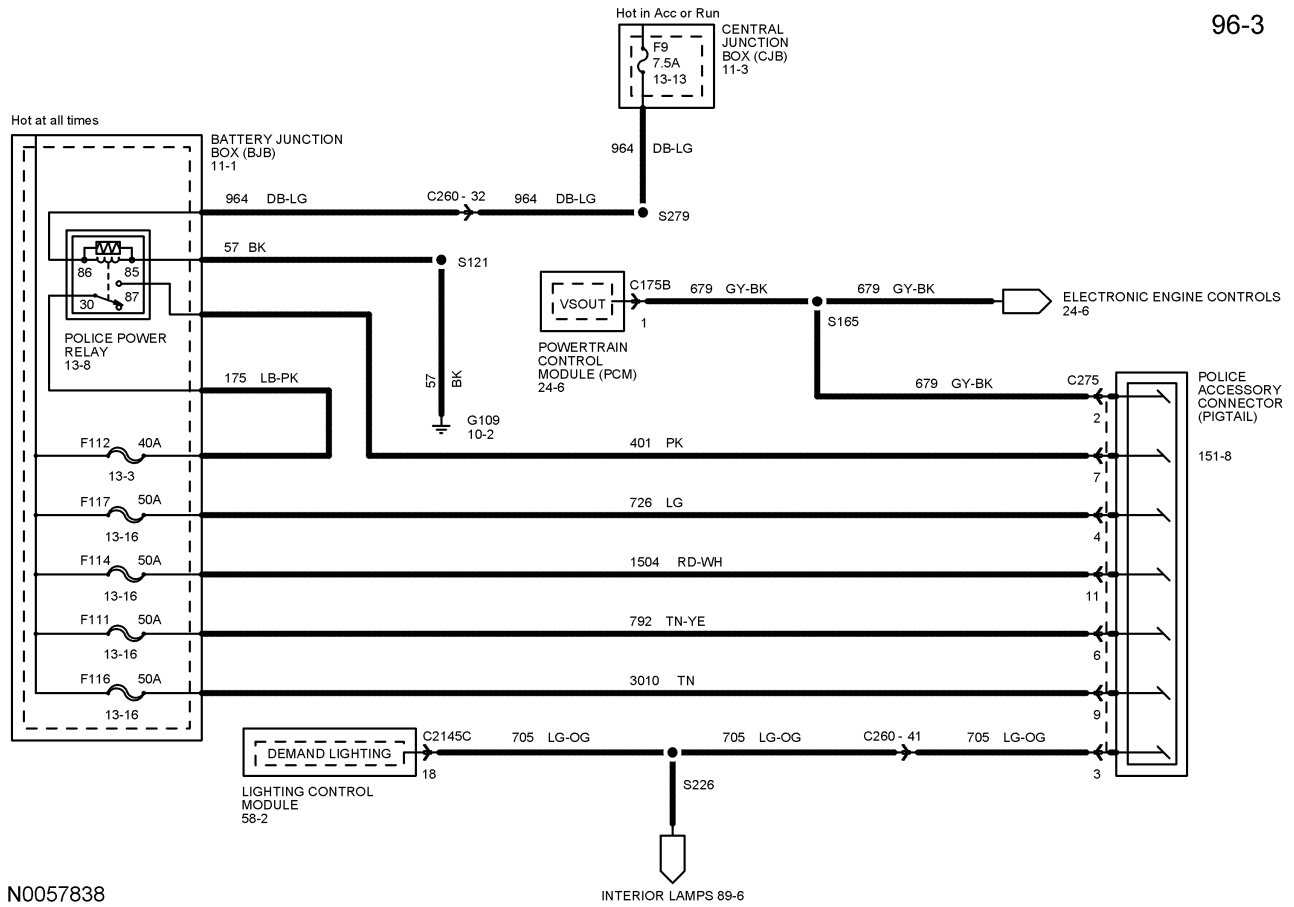 Hot in Acc or Run
96-3
F9
7.5A
13-13
CENTRAL
JUNCTION
BOX (CJB)
11-3
Hot at all times
BATTERY JUNCTION
BOX (BJB)
11-1
964 DB-LG
964 DB-LG
C260 - 32
964 DB-LG
S279
57 BK
S121
86
85
30
87
POLICE POWER
RELAY
13-8
VSOUT
C175B
1
679 GY-BK
679 GY-BK
S165
ELECTRONIC ENGINE CONTROLS
24-6
POWERTRAIN
CONTROL
MODULE (PCM)
24-6
175 LB-PK
57
BK
G109
10-2
679 GY-BK
C275
2
POLICE
ACCESSORY
CONNECTOR
(PIGTAIL)
151-8
F112 40A
13-3
401 PK
7
F117 50A
13-16
726 LG
4
F114 50A
13-16
1504 RD-WH
11
F111 50A
13-16
792 TN-YE
6
F116 50A
13-16
3010 TN
9
DEMAND LIGHTING
C2145C
18
705 LG-OG
705 LG-OG
C260 - 41
705 LG-OG
3
S226
LIGHTING CONTROL
MODULE
58-2
INTERIOR LAMPS 89-6
N0057838